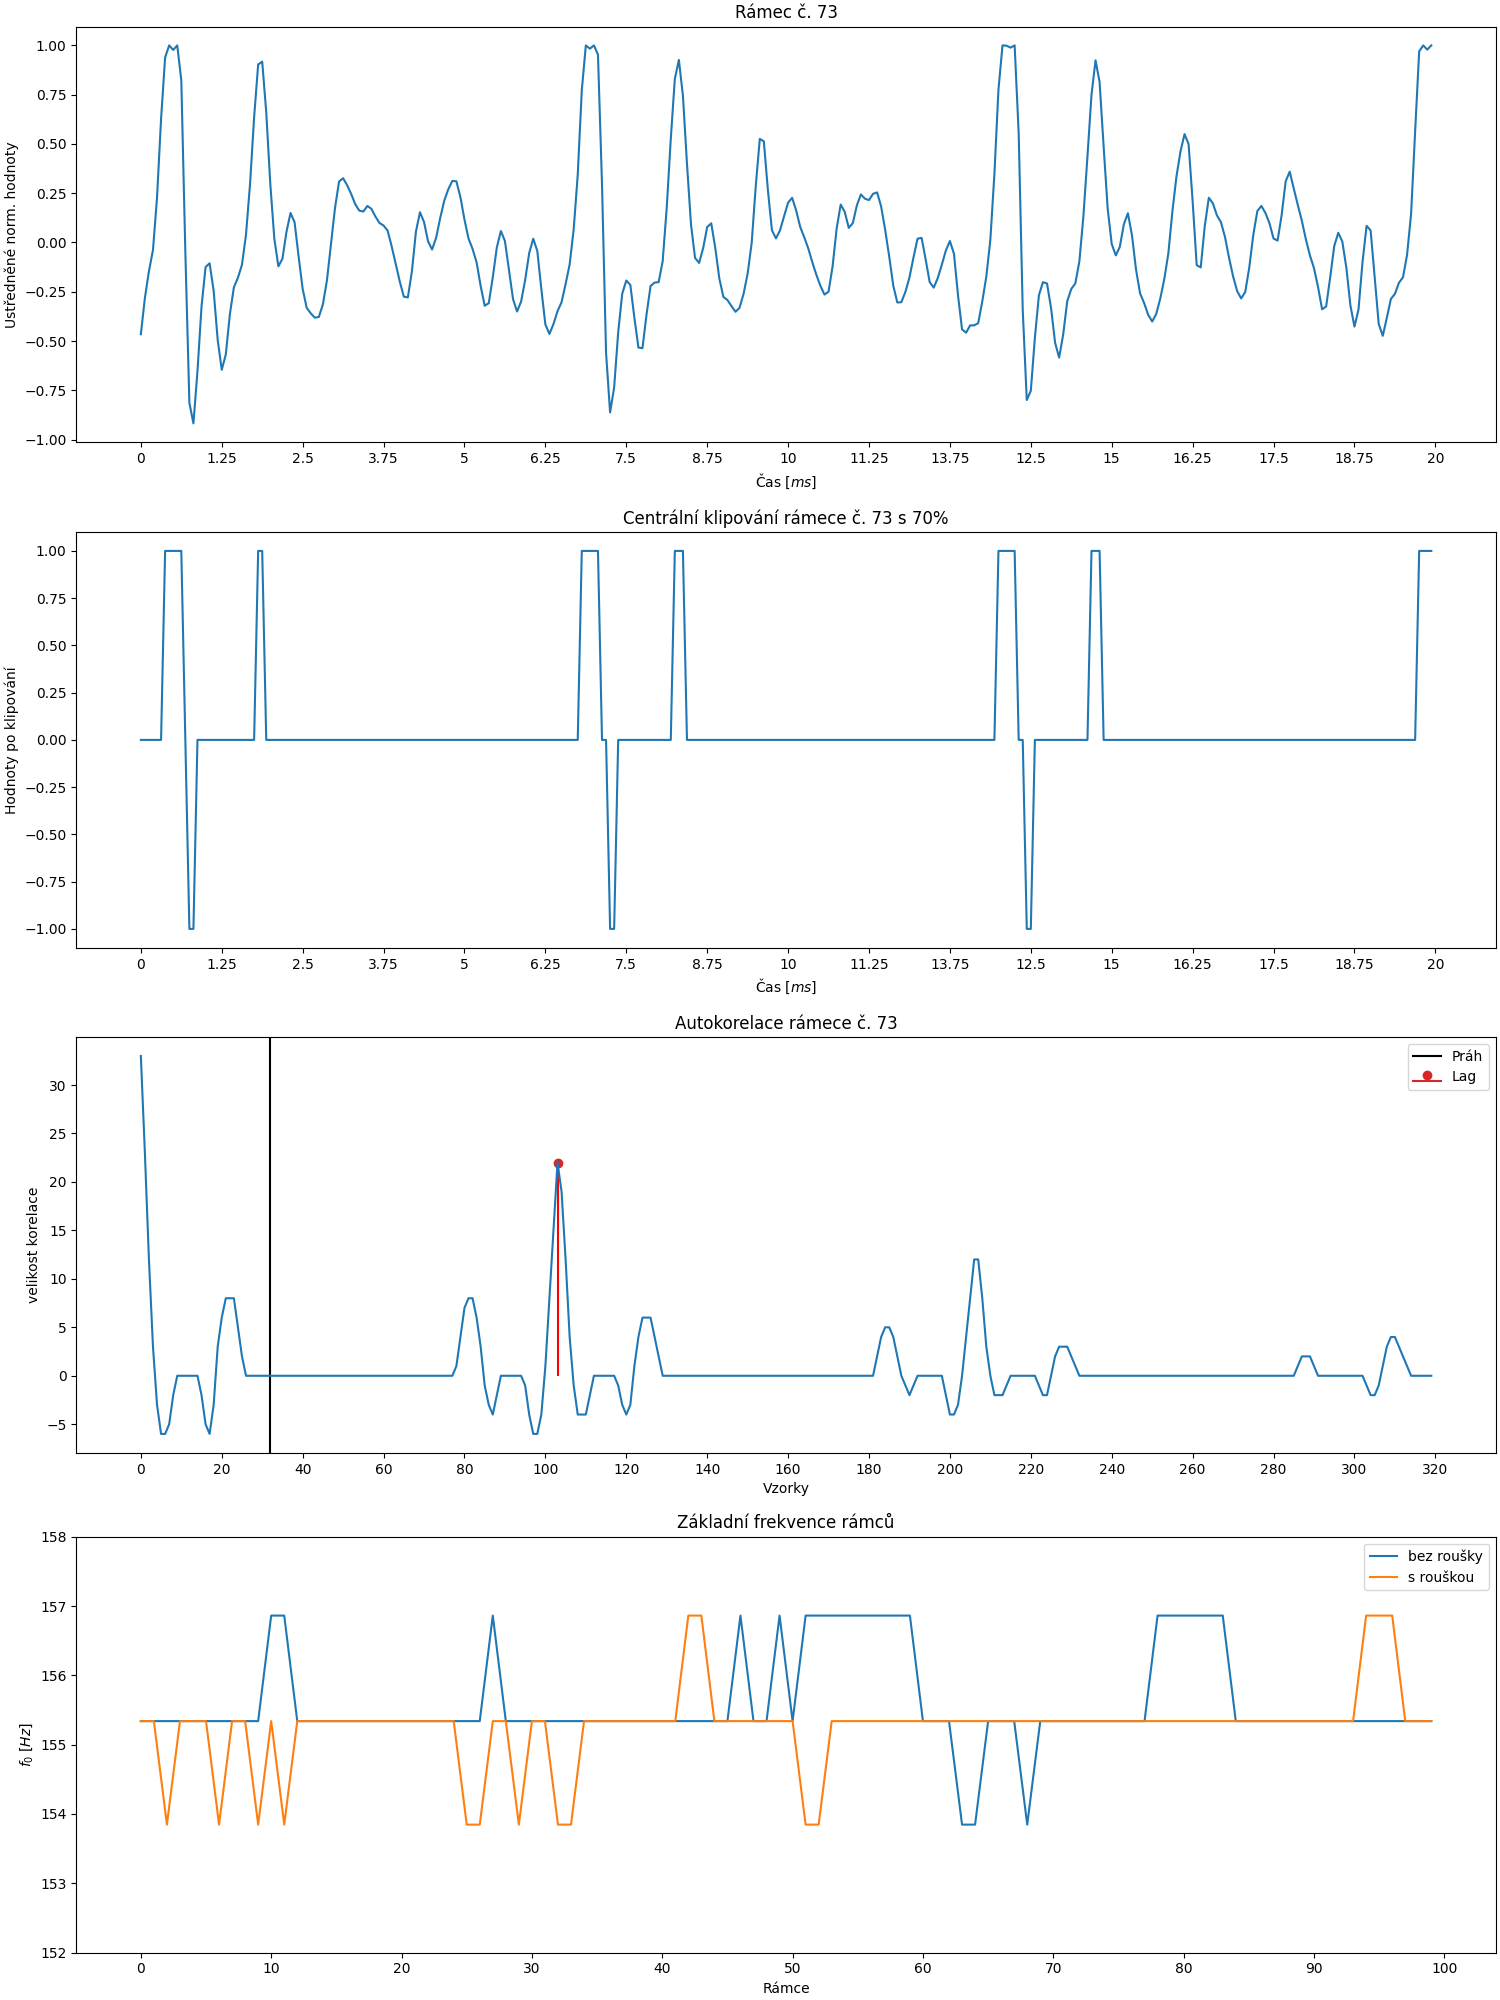 Rámec č. 73
Ustředněné norm. hodnoty
1.00
0.75
0.50
0.25
0.00
−0.25
−0.50
−0.75
−1.00
0 1.25 2.5 3.75 5 6.25 7.5 8.75 10 11.25 13.75 12.5 15 16.25 17.5 18.75 20
Čas [ms]
Centrální klipování rámece č. 73 s 70%
Hodnoty po klipování
1.00
0.75
0.50
0.25
0.00
−0.25
−0.50
−0.75
−1.00
0 1.25 2.5 3.75 5 6.25 7.5 8.75 10 11.25 13.75 12.5 15 16.25 17.5 18.75 20
Čas [ms]
Autokorelace rámece č. 73
velikost korelace
30
25
20
15
10
5
0
−5
Práh
Lag
0 20 40 60 80 100 120 140 160 180 200 220 240 260 280 300 320
Vzorky
Základní frekvence rámců
f0 [Hz]
158
157
156
155
154
153
152
bez roušky
s rouškou
0 10 20 30 40 50 60 70 80 90 100
Rámce